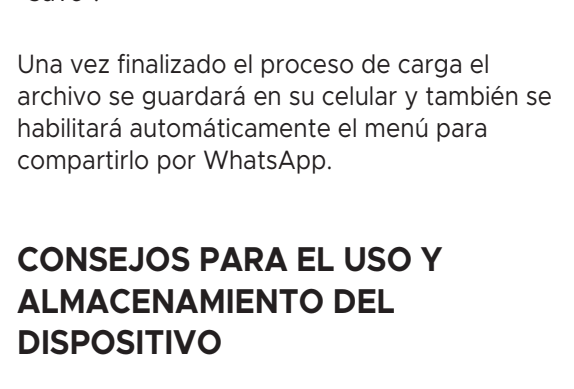 Una vez finalizado el proceso de carga el
archivo se guardará en su celular y también se
habilitará automáticamente el menú para
compartirlo por WhatsApp.
CONSEJOS PARA EL USO Y
ALMACENAMIENTO DEL
DISPOSITIVO